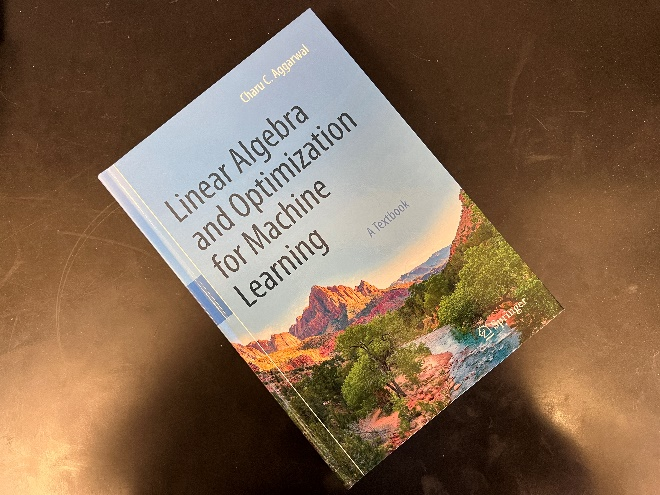 Charu C. Aggarwal
Linear Algebra
and Optimization
for Machine
Learning
A Textbook
Springer